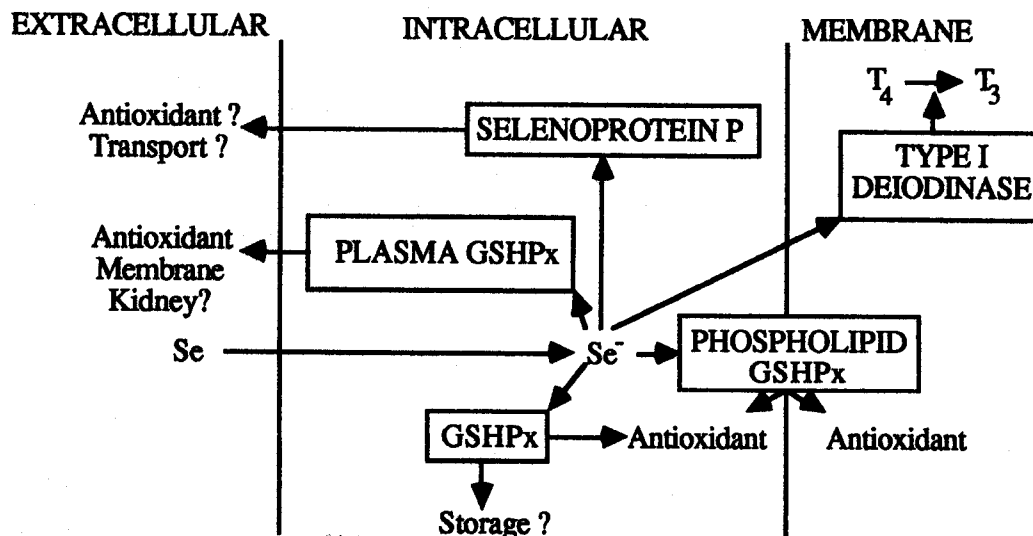 EXTRACELLULAR
INTRACELLULAR
MEMBRANE
T4
T3
Antioxidant ?
Transport ?
SELENOPROTEIN P
TYPE I
DEIODINASE
Antioxidant
Membrane
Kidney?
PLASMA GSHPx
Se
Se-
PHOSPHOLIPID
GSHPx
GSHPx
Antioxidant
Antioxidant
Storage ?